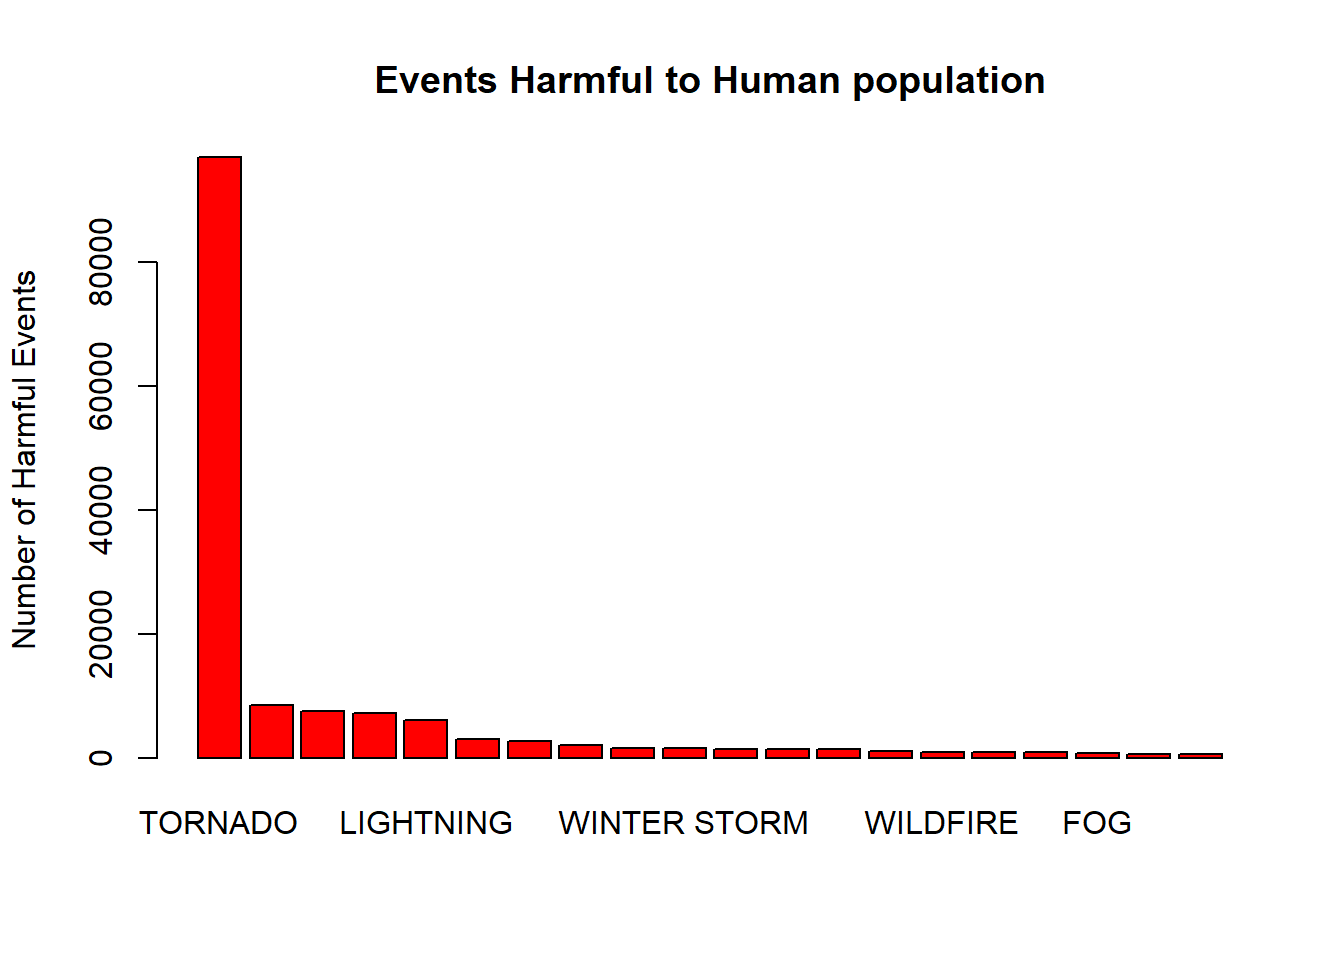 Events Harmful to Human population
Number of Harmful Events
80000
60000
40000
20000
0
TORNADO LIGHTNING WINTER STORM WILDFIRE FOG